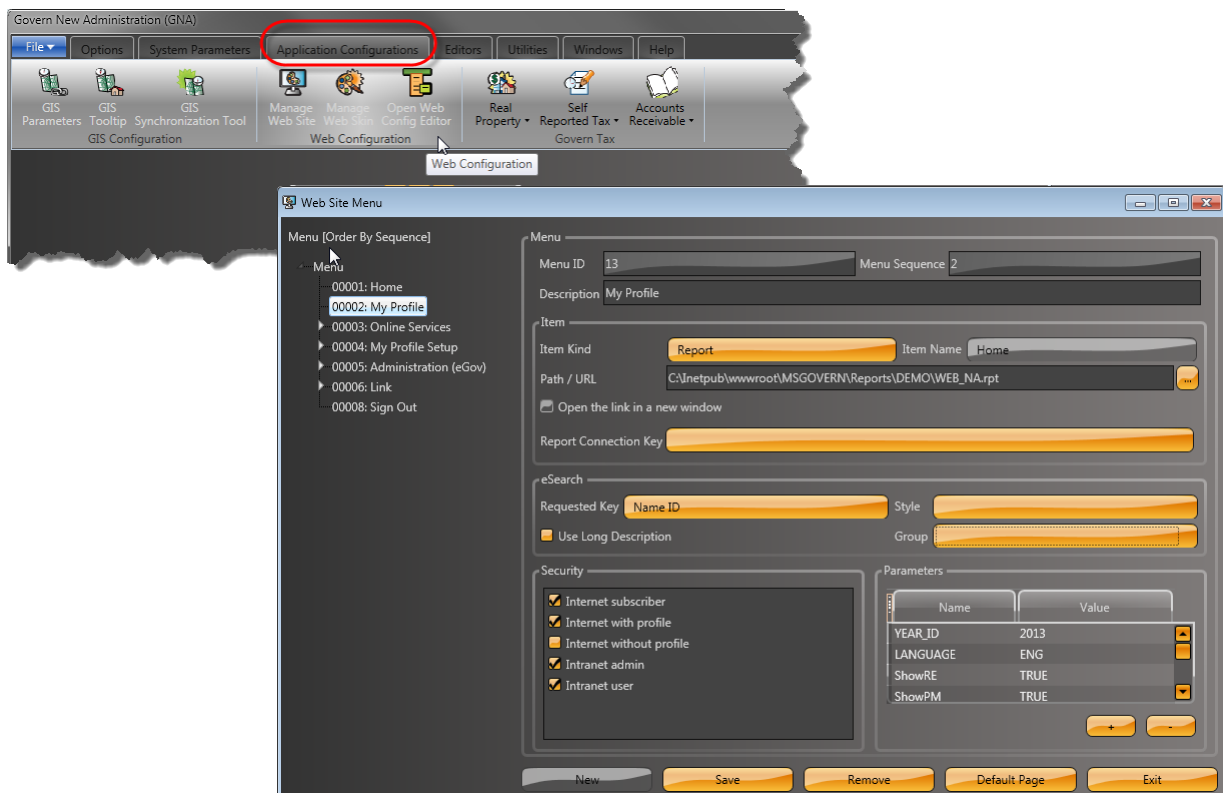 Govern New Administration (GNA)
File Options System Parameters Application Configurations Editors Utilities Windows Help
GIS Parameters
GIS Tooltip
GIS Synchronization Tool
Manage Web Site
Manage Web Skin
Open Web Config Editor
Real Property
Self Reported Tax
Accounts Receivable
GIS Configuration
Web Configuration
Govern Tax
Web Configuration
Web Site Menu
Menu [Order By Sequence]
Menu
00001: Home
00002: My Profile
00003: Online Services
00004: My Profile Setup
00005: Administration (eGov)
00006: Link
00008: Sign Out
Menu
Menu ID 13 Menu Sequence 2
Description My Profile
Item
Item Kind Report Item Name Home
Path / URL C:\Inetpub\wwwroot\MSGOVERN\Reports\DEMO\WEB_NA.rpt ...
Open the link in a new window
Report Connection Key
eSearch
Requested Key Name ID Style
Use Long Description Group
Security
Internet subscriber
Internet with profile
Internet without profile
Intranet admin
Intranet user
Parameters
Name Value
YEAR_ID 2013
LANGUAGE ENG
ShowRE TRUE
ShowPM TRUE
+ -
New Save Remove Default Page Exit